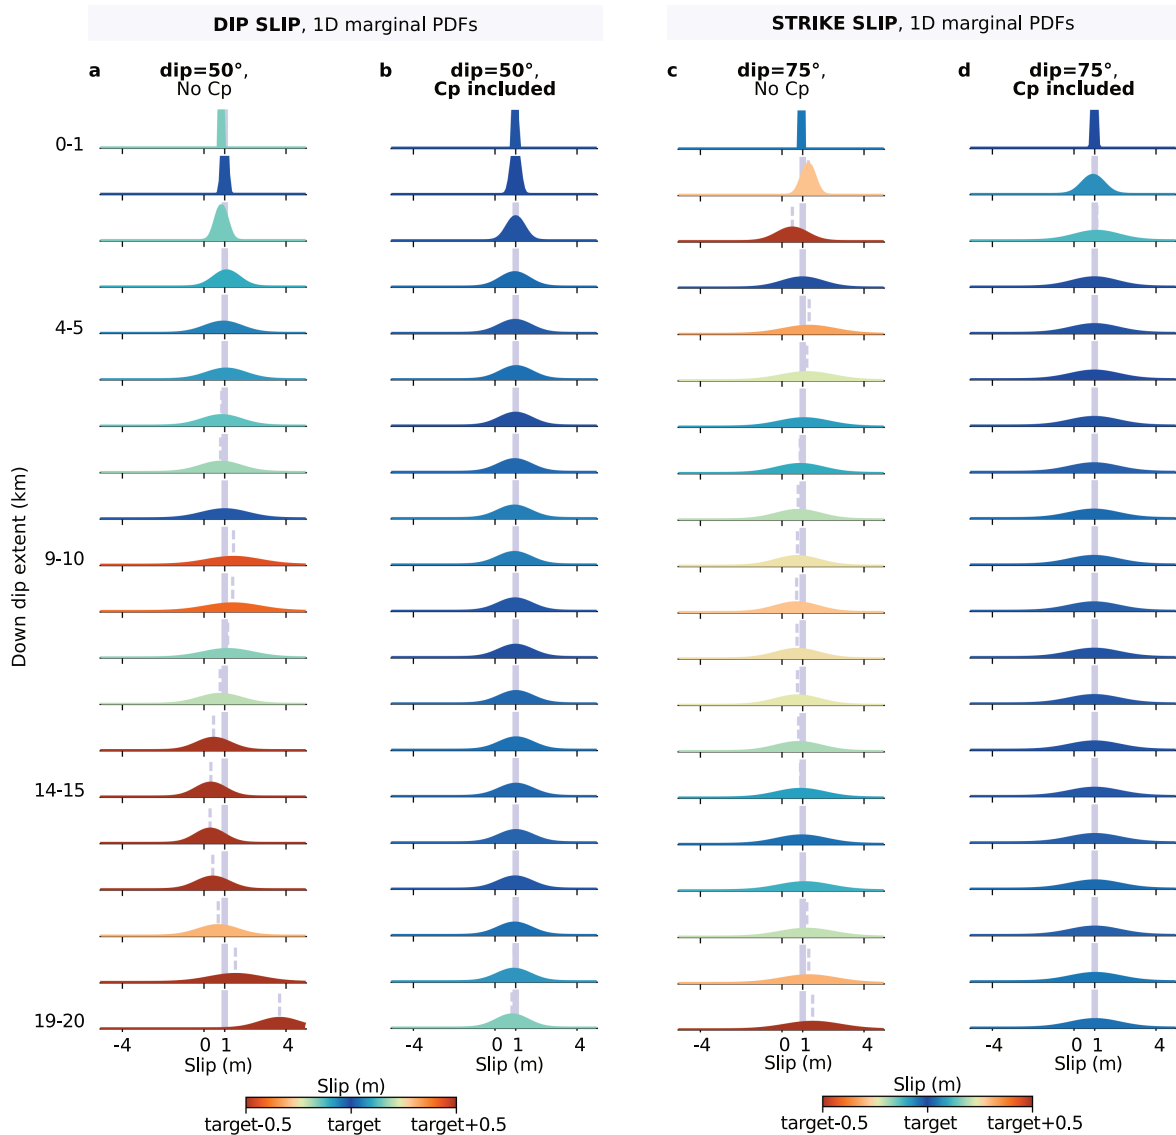 DIP SLIP, 1D marginal PDFs
STRIKE SLIP, 1D marginal PDFs
a
dip=50°,
No Cp
b
dip=50°,
Cp included
c
dip=75°,
No Cp
d
dip=75°,
Cp included
Down dip extent (km)
0-1
4-5
9-10
14-15
19-20
-4 0 1 4
Slip (m)
-4 0 1 4
Slip (m)
-4 0 1 4
Slip (m)
-4 0 1 4
Slip (m)
Slip (m)
target-0.5 target target+0.5
Slip (m)
target-0.5 target target+0.5